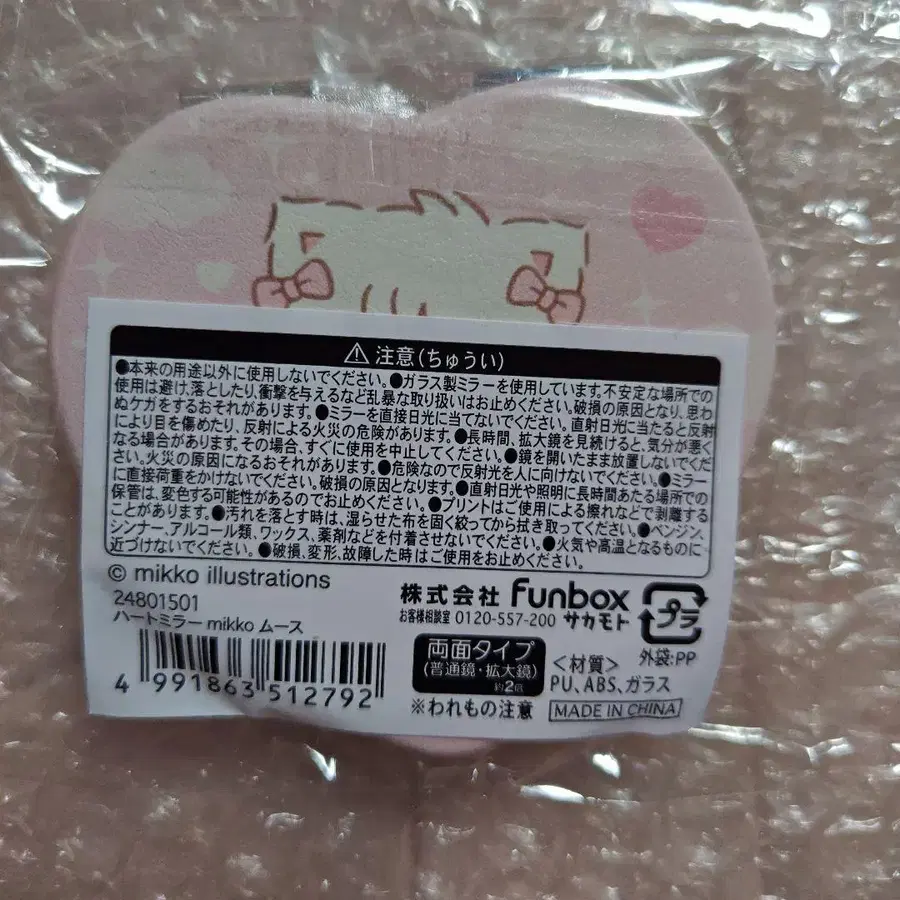 ⚠ 注意(ちゅうい)
●本来の用途以外に使用しないでください。●ガラス製ミラーを使用しています。不安定な場所での
使用は避け、落としたり、衝撃を与えるなど乱暴な取り扱いはお止めください。破損の原因となり、思わ
ぬケガをするおそれがあります。●ミラーを直接日光に当てないでください。直射日光に当たると反射
により目を傷めたり、反射による火災の危険があります。●長時間、拡大鏡を見続けると、気分が悪く
なる場合があります。その場合、すぐに使用を中止してください。●鏡を開いたまま放置しないでくだ
さい。火災の原因になるおそれがあります。●危険なので反射光を人に向けないでください。●ミラー
に直接荷重をかけないでください。破損の原因となります。●直射日光や照明に長時間あたる場所での
保管は、変色する可能性があるのでお止めください。●プリントはご使用による擦れなどで剥離する
ことがあります。●汚れを落とす時は、湿らせた布を固く絞ってから拭き取ってください。●ベンジン、
シンナー、アルコール類、ワックス、薬剤などを付着させないでください。●火気や高温となるものに
近づけないでください。●破損、変形、故障した時はご使用をお止めください。
© mikko illustrations
24801501
ハートミラー mikko ムース
4 991863 512792
株式会社 Funbox
お客様相談室 0120-557-200 サカモト
プラ
外袋:PP
両面タイプ
(普通鏡・拡大鏡)
約2倍
※われもの注意
<材質>
PU、ABS、ガラス
MADE IN CHINA